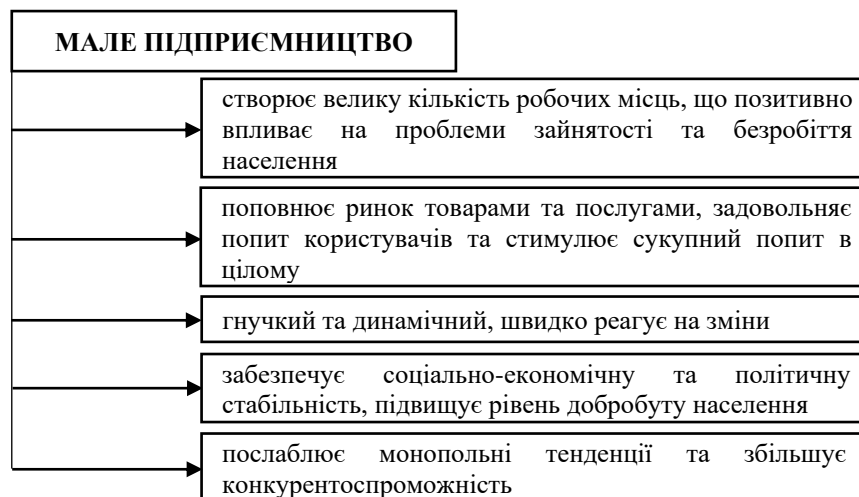 МАЛЕ ПІДПРИЄМНИЦТВО
створює велику кількість робочих місць, що позитивно
впливає на проблеми зайнятості та безробіття
населення
поповнює ринок товарами та послугами, задовольняє
попит користувачів та стимулює сукупний попит в
цілому
гнучкий та динамічний, швидко реагує на зміни
забезпечує соціально-економічну та політичну
стабільність, підвищує рівень добробуту населення
послаблює монопольні тенденції та збільшує
конкурентоспроможність